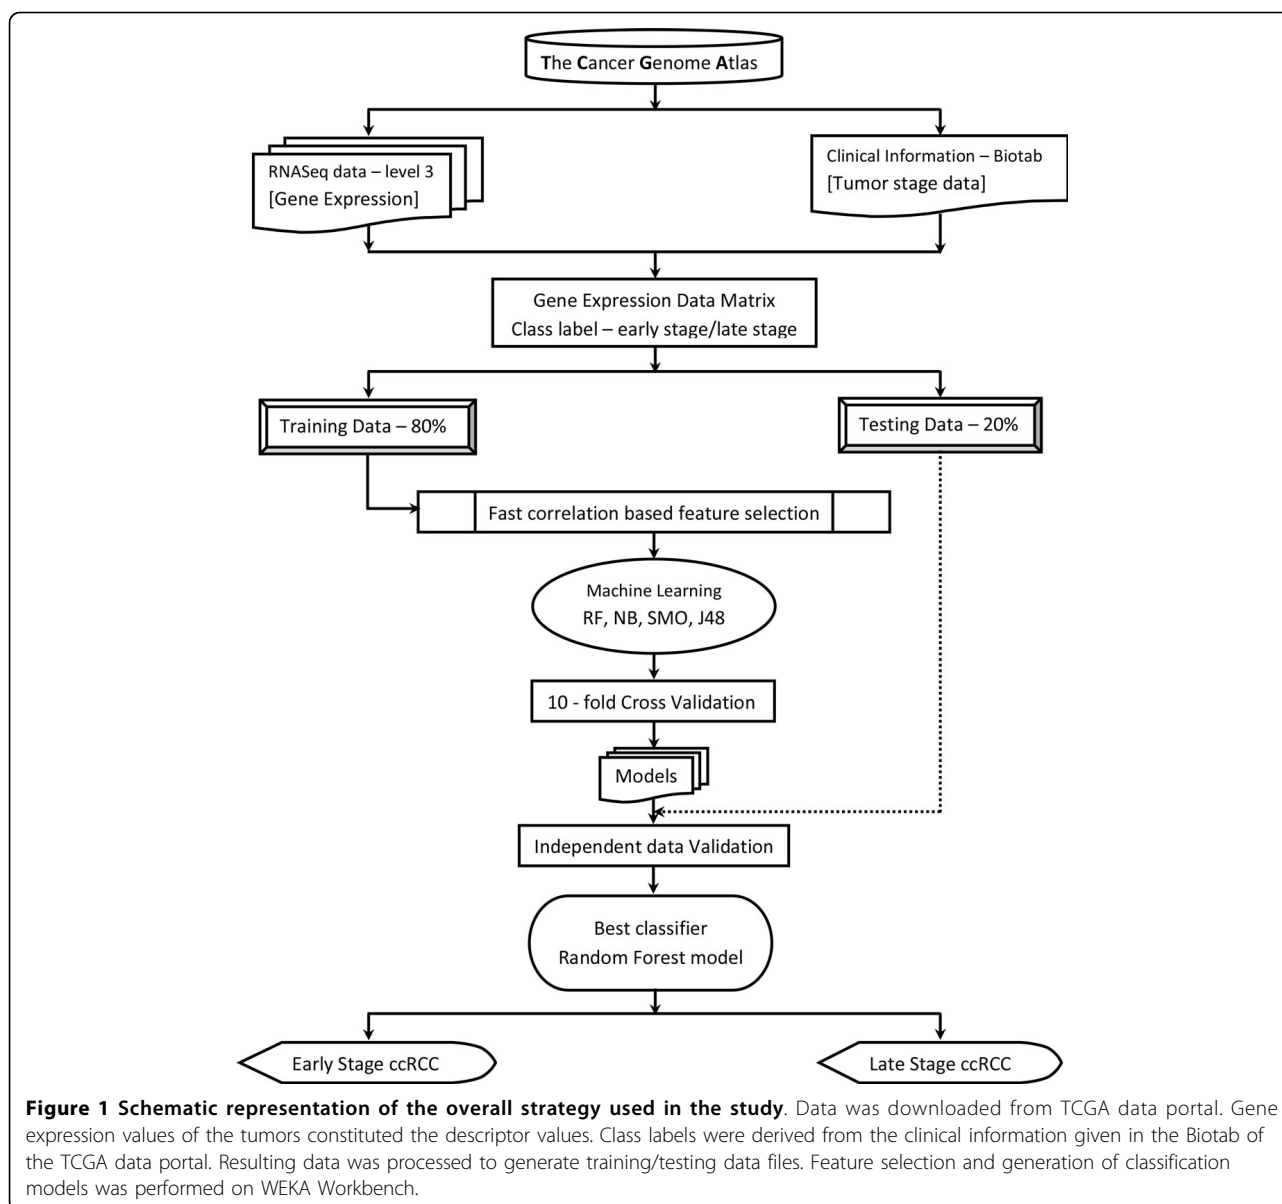 The Cancer Genome Atlas
RNASeq data – level 3
[Gene Expression]
Clinical Information – Biotab
[Tumor stage data]
Gene Expression Data Matrix
Class label – early stage/late stage
Training Data – 80%
Testing Data – 20%
Fast correlation based feature selection
Machine Learning
RF, NB, SMO, J48
10 - fold Cross Validation
Models
Independent data Validation
Best classifier
Random Forest model
Early Stage ccRCC
Late Stage ccRCC
Figure 1 Schematic representation of the overall strategy used in the study. Data was downloaded from TCGA data portal. Gene
expression values of the tumors constituted the descriptor values. Class labels were derived from the clinical information given in the Biotab of
the TCGA data portal. Resulting data was processed to generate training/testing data files. Feature selection and generation of classification
models was performed on WEKA Workbench.